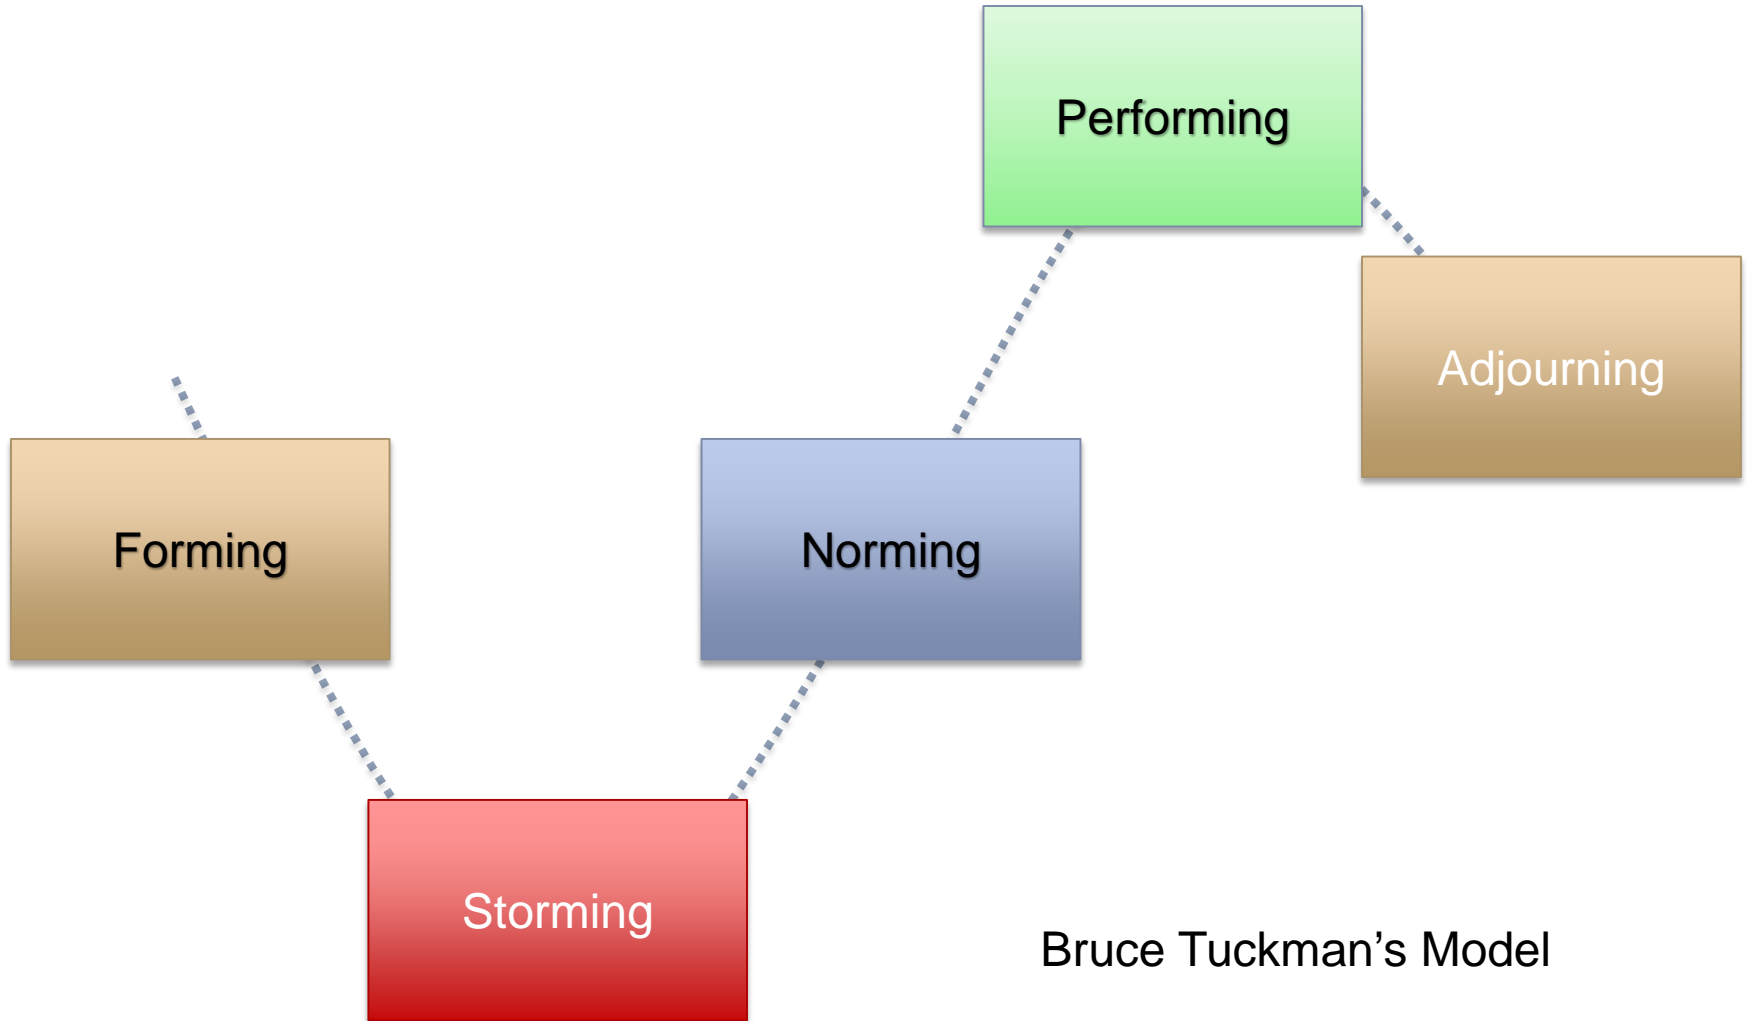 Performing
Adjourning
Forming
Norming
Storming
Bruce Tuckman’s Model